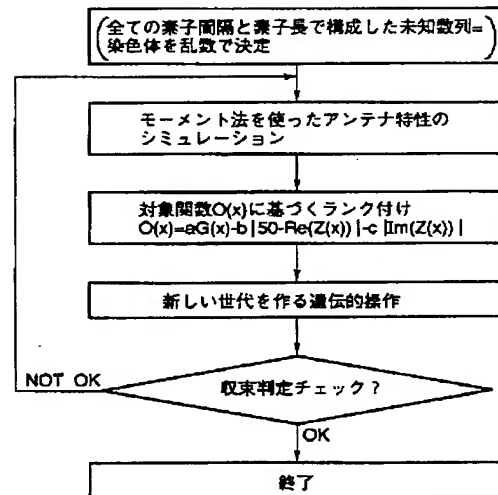 (全ての素子間隔と素子長で構成した未知数列=
染色体を乱数で決定)
モーメント法を使ったアンテナ特性の
シミュレーション
対象関数O(x)に基づくランク付け
O(x)=aG(x)-b|50-Re(Z(x))|-c|Im(Z(x))|
新しい世代を作る遺伝的操作
収束判定チェック?
NOT OK
OK
終了